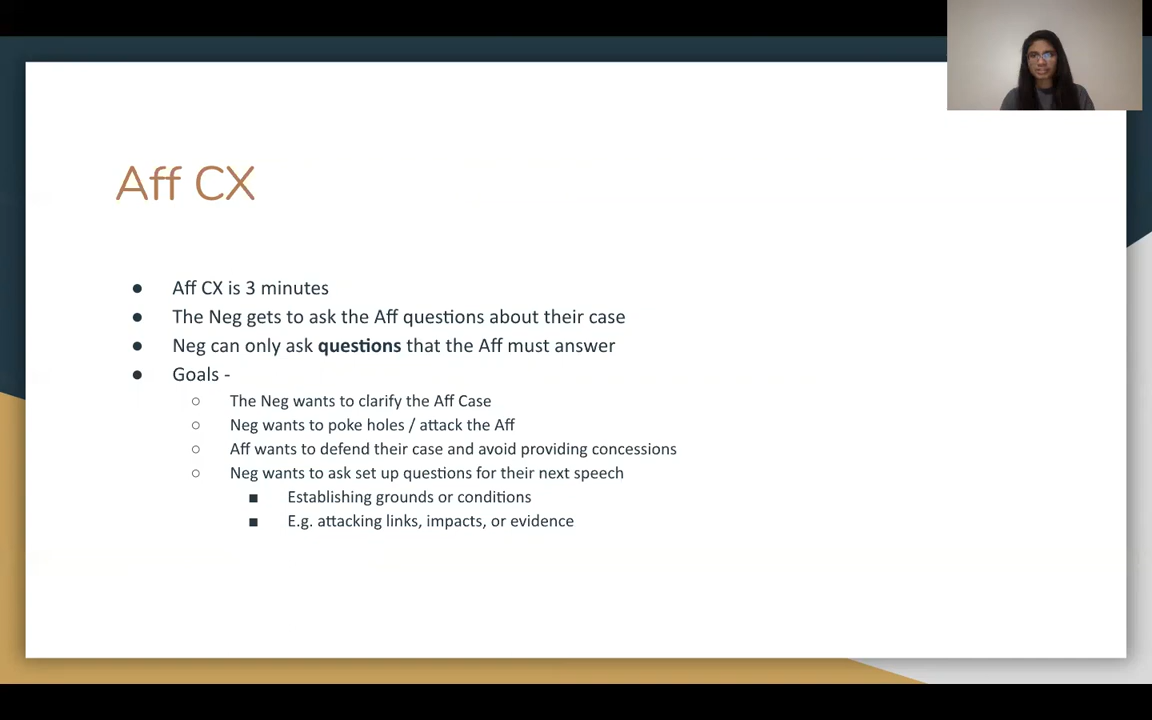 Aff CX
● Aff CX is 3 minutes
● The Neg gets to ask the Aff questions about their case
● Neg can only ask questions that the Aff must answer
● Goals -
○ The Neg wants to clarify the Aff Case
○ Neg wants to poke holes / attack the Aff
○ Aff wants to defend their case and avoid providing concessions
○ Neg wants to ask set up questions for their next speech
■ Establishing grounds or conditions
■ E.g. attacking links, impacts, or evidence